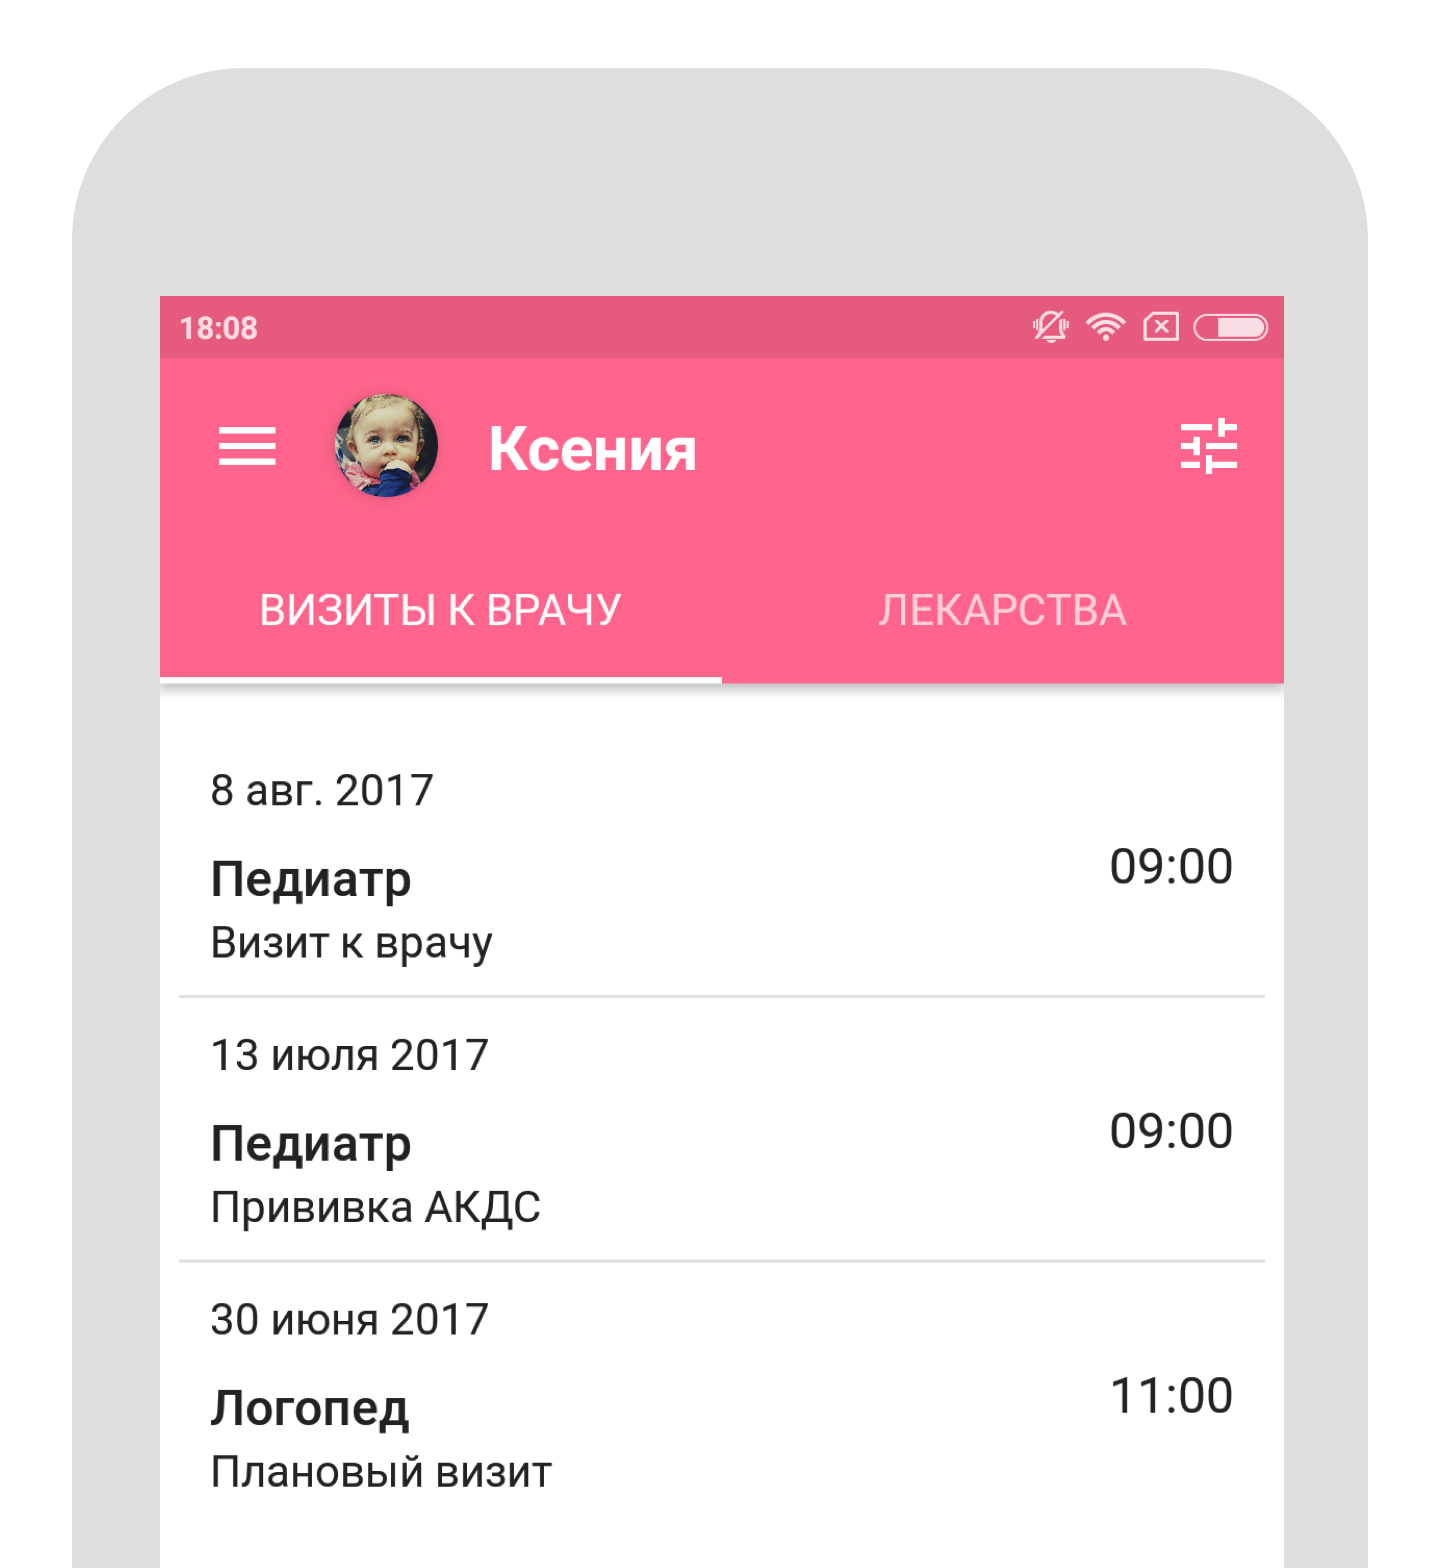 18:08
Ксения
ВИЗИТЫ К ВРАЧУ
ЛЕКАРСТВА
8 авг. 2017
Педиатр
09:00
Визит к врачу
13 июля 2017
Педиатр
09:00
Прививка АКДС
30 июня 2017
Логопед
11:00
Плановый визит